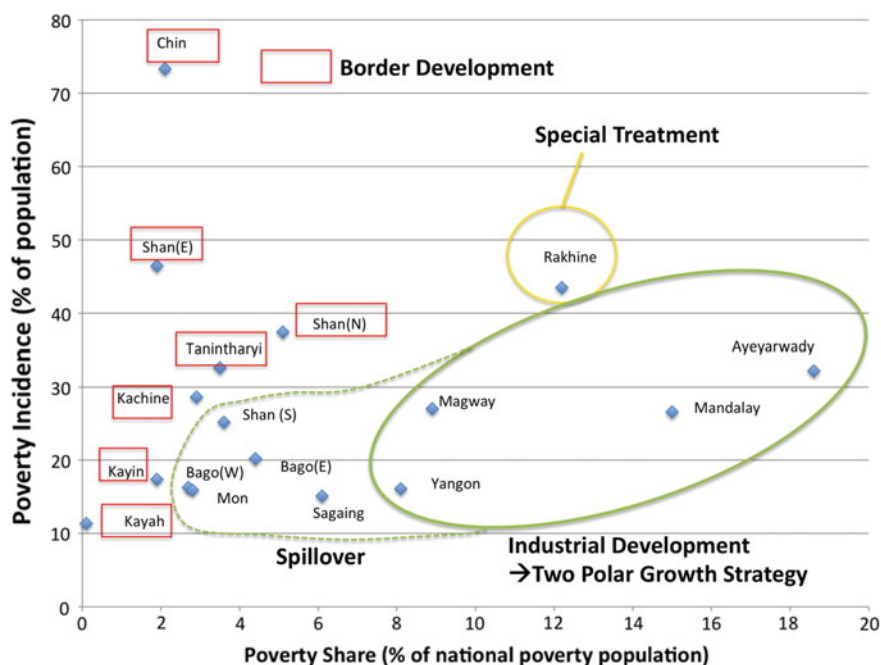 80
70
60
50
40
30
20
10
0
Poverty Incidence (% of population)
Chin
Border Development
Special Treatment
Shan(E)
Rakhine
Shan(N)
Tanintharyi
Ayeyarwady
Kachine
Magway
Mandalay
Shan (S)
Kayin
Bago(W)
Bago(E)
Mon
Yangon
Sagaing
Kayah
Spillover
Industrial Development
→Two Polar Growth Strategy
0 2 4 6 8 10 12 14 16 18 20
Poverty Share (% of national poverty population)